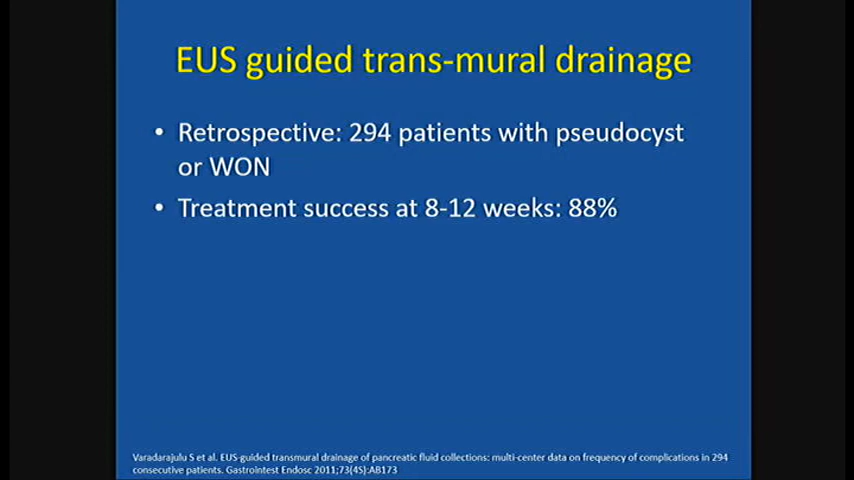 EUS guided trans-mural drainage
• Retrospective: 294 patients with pseudocyst
or WON
• Treatment success at 8-12 weeks: 88%
Varadarajulu S et al. EUS-guided transmural drainage of pancreatic fluid collections: multi-center data on frequency of complications in 294
consecutive patients. Gastrointest Endosc 2011;73(4S):AB173